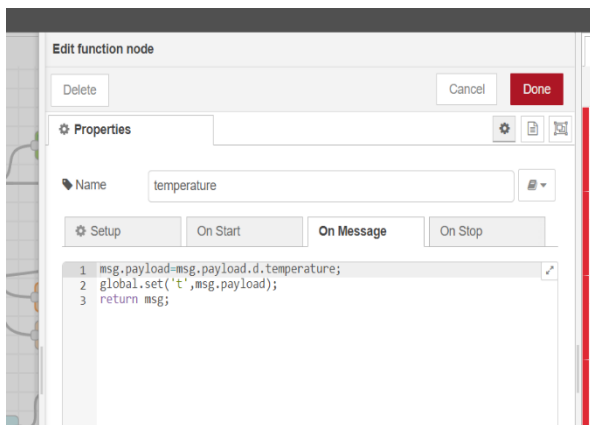 Edit function node
Delete
Cancel
Done
Properties
Name
temperature
Setup
On Start
On Message
On Stop
1 msg.payload=msg.payload.d.temperature;
2 global.set('t',msg.payload);
3 return msg;